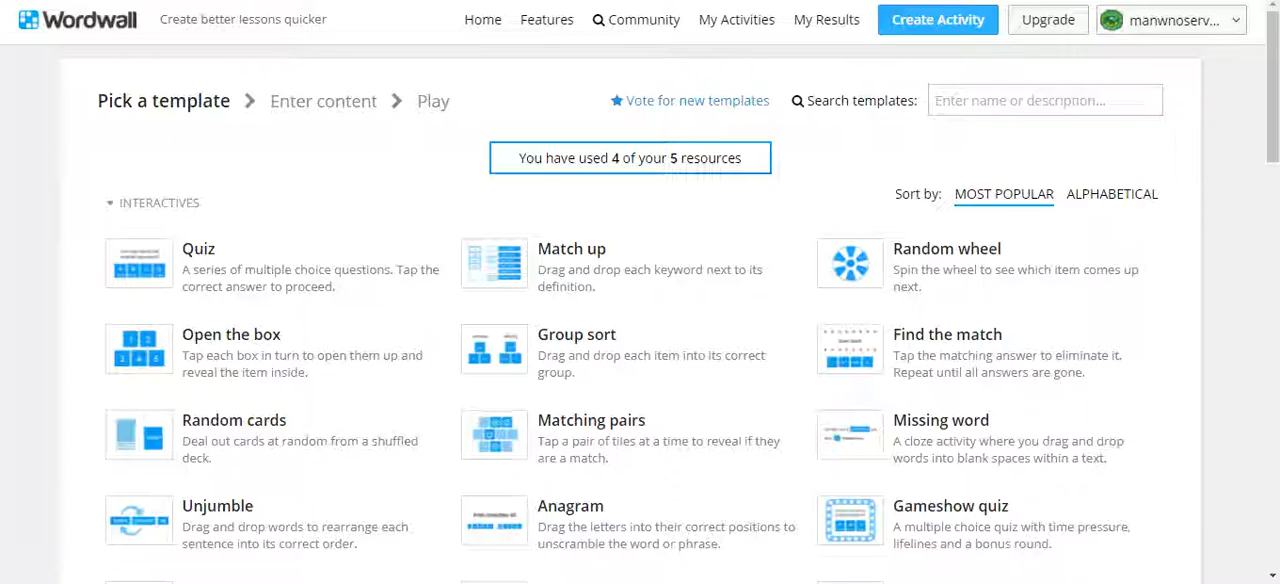 Wordwall Create better lessons quicker Home Features Community My Activities My Results Create Activity Upgrade manwnoserv...
Pick a template Enter content Play Vote for new templates Search templates: Enter name or description...
You have used 4 of your 5 resources
INTERACTIVES Sort by: MOST POPULAR ALPHABETICAL
Quiz
A series of multiple choice questions. Tap the
correct answer to proceed.
Match up
Drag and drop each keyword next to its
definition.
Random wheel
Spin the wheel to see which item comes up
next.
Open the box
Tap each box in turn to open them up and
reveal the item inside.
Group sort
Drag and drop each item into its correct
group.
Find the match
Tap the matching answer to eliminate it.
Repeat until all answers are gone.
Random cards
Deal out cards at random from a shuffled
deck.
Matching pairs
Tap a pair of tiles at a time to reveal if they
are a match.
Missing word
A cloze activity where you drag and drop
words into blank spaces within a text.
Unjumble
Drag and drop words to rearrange each
sentence into its correct order.
Anagram
Drag the letters into their correct positions to
unscramble the word or phrase.
Gameshow quiz
A multiple choice quiz with time pressure,
lifelines and a bonus round.